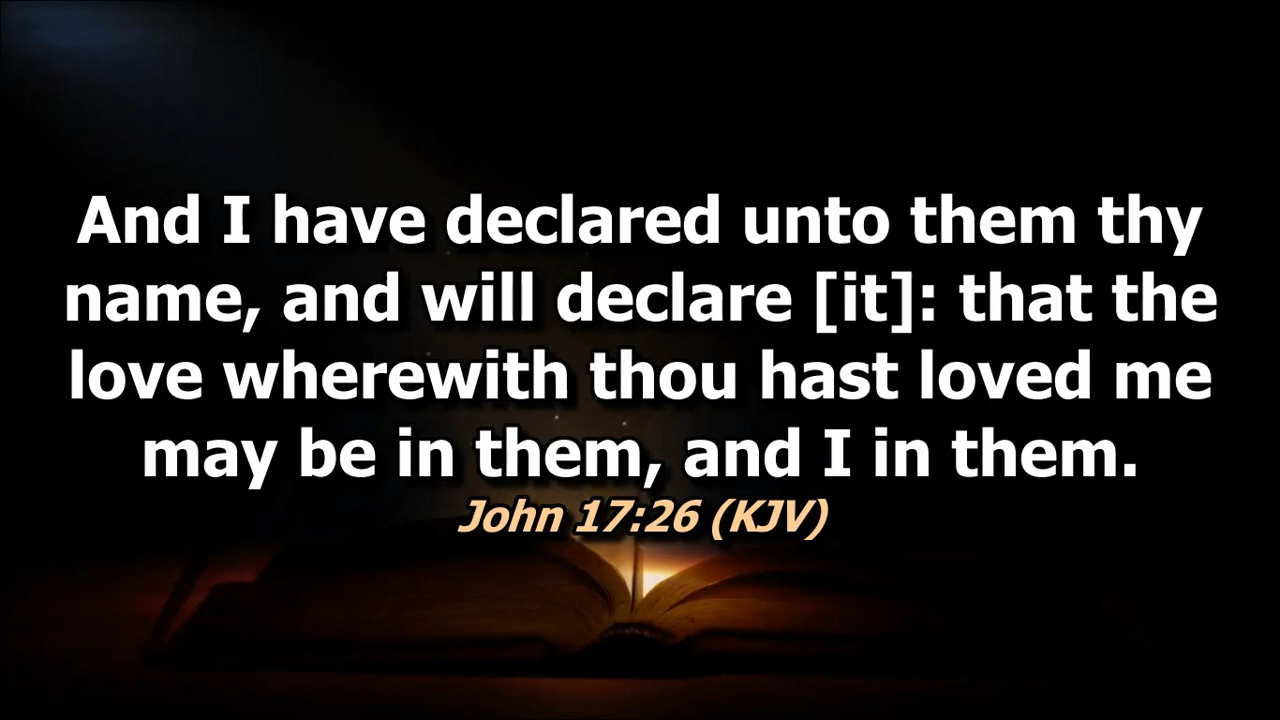 And I have declared unto them thy
name, and will declare [it]: that the
love wherewith thou hast loved me
may be in them, and I in them.
John 17:26 (KJV)